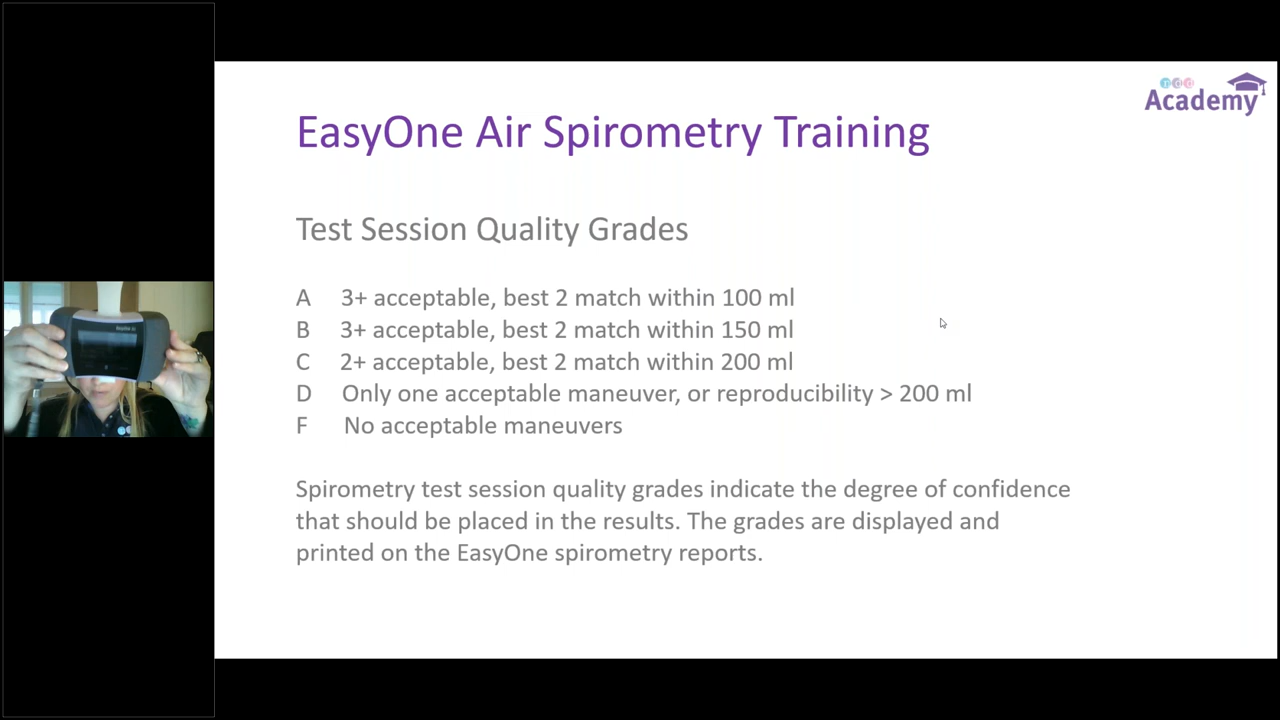 rdd
Academy
EasyOne Air Spirometry Training
Test Session Quality Grades
A 3+ acceptable, best 2 match within 100 ml
B 3+ acceptable, best 2 match within 150 ml
C 2+ acceptable, best 2 match within 200 ml
D Only one acceptable maneuver, or reproducibility > 200 ml
F No acceptable maneuvers
Spirometry test session quality grades indicate the degree of confidence
that should be placed in the results. The grades are displayed and
printed on the EasyOne spirometry reports.